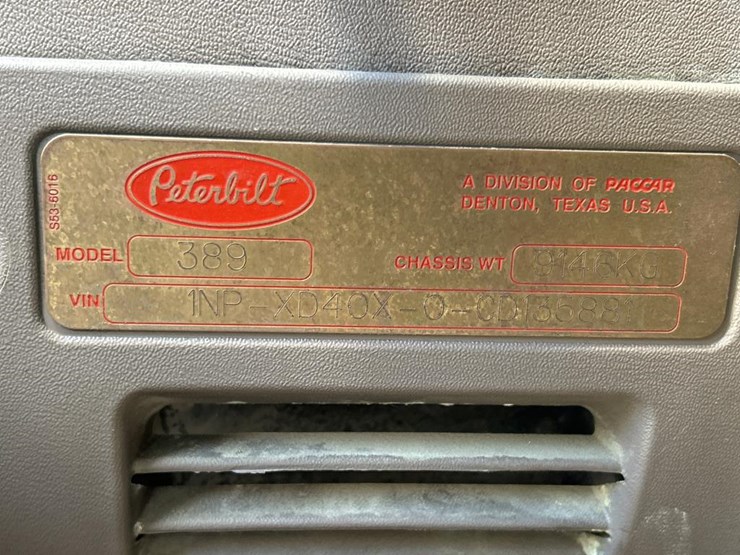 S53-6016
Peterbilt
A DIVISION OF PACCAR
DENTON, TEXAS U.S.A.
MODEL 389
CHASSIS WT
VIN